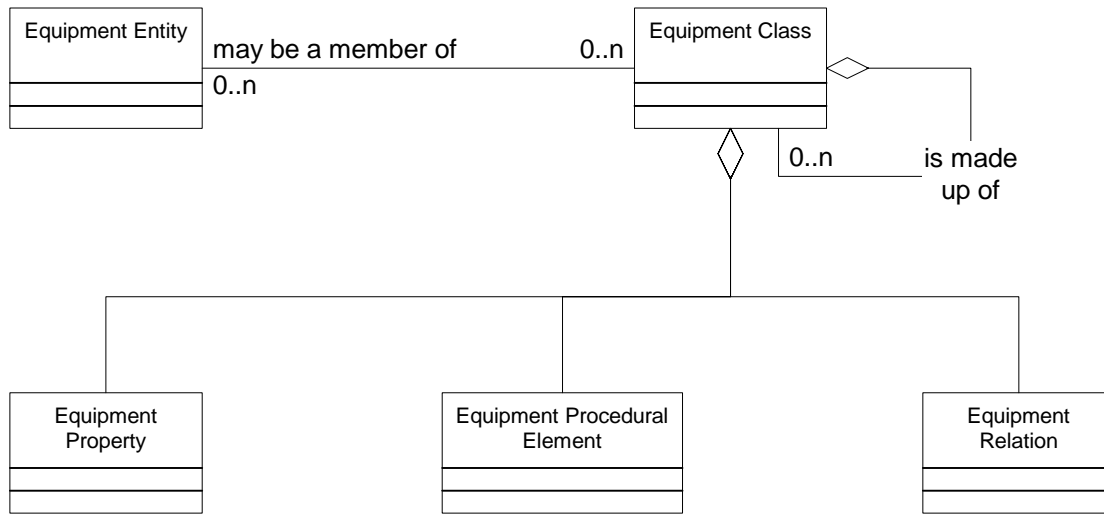 Equipment Entity
may be a member of
0..n
0..n
Equipment Class
0..n
is made
up of
Equipment
Property
Equipment Procedural
Element
Equipment
Relation